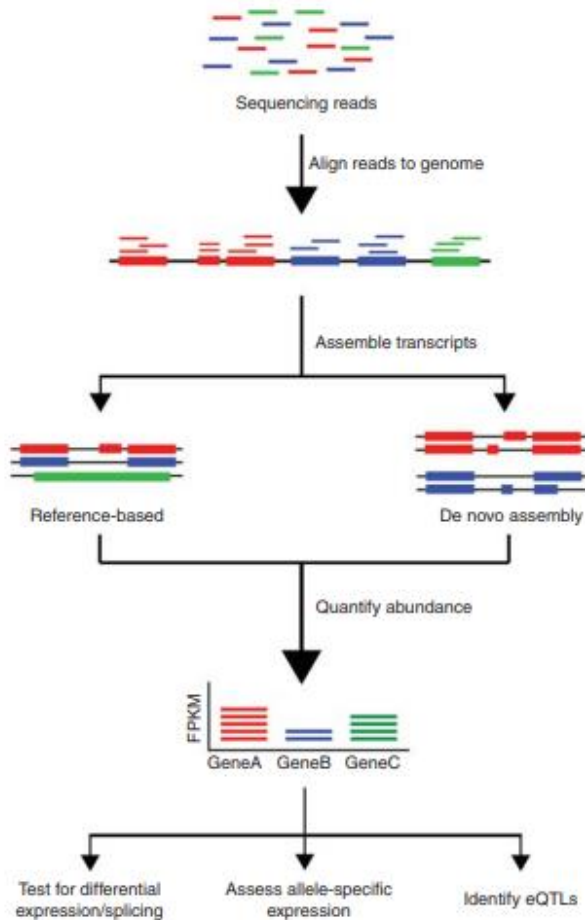 Sequencing reads
Align reads to genome
Assemble transcripts
Reference-based
De novo assembly
Quantify abundance
FPKM
GeneA GeneB GeneC
Test for differential
expression/splicing
Assess allele-specific
expression
Identify eQTLs